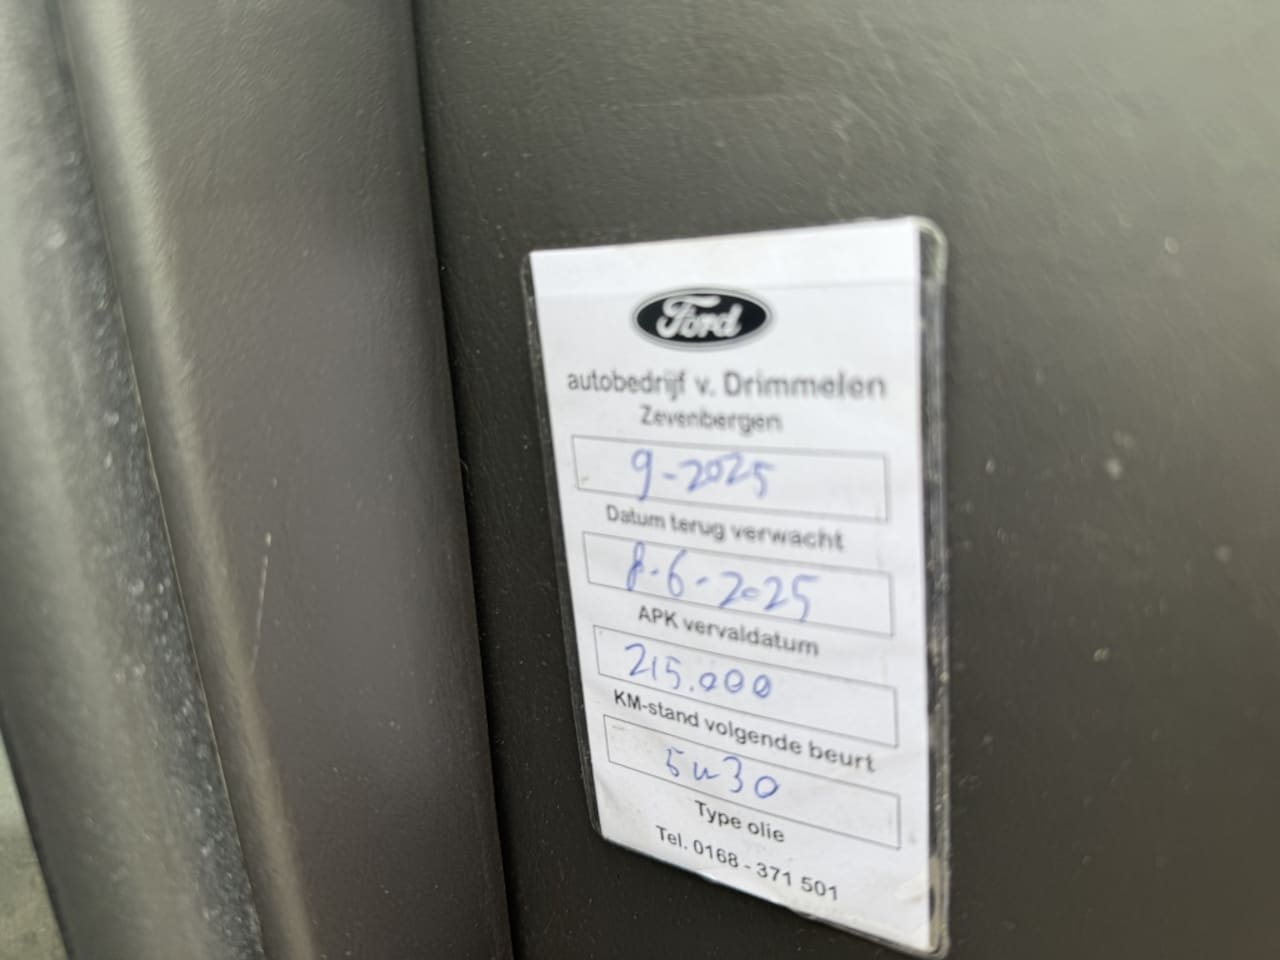 Ford
autobedrijf v. Drimmelen
Zevenbergen
9-2025
Datum terug verwacht
8-6-2025
APK vervaldatum
215.000
KM-stand volgende beurt
5w30
Type olie
Tel. 0168 - 371 501